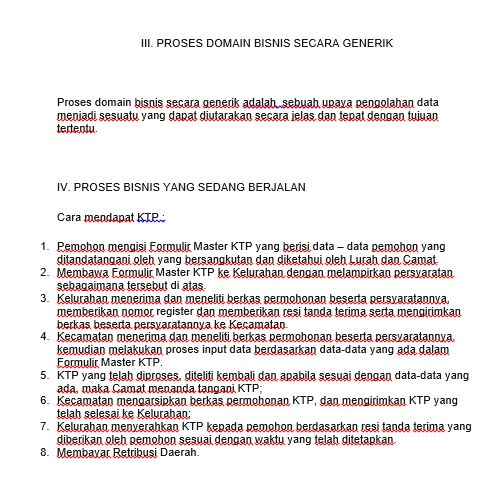 III. PROSES DOMAIN BISNIS SECARA GENERIK
Proses domain bisnis secara generik adalah, sebuah upaya pengolahan data
menjadi sesuatu yang dapat diutarakan secara jelas dan tepat dengan tujuan
tertentu.
IV. PROSES BISNIS YANG SEDANG BERJALAN
Cara mendapat KTP :
1. Pemohon mengisi Formulir Master KTP yang berisi data – data pemohon yang
ditandatangani oleh yang bersangkutan dan diketahui oleh Lurah dan Camat.
2. Membawa Formulir Master KTP ke Kelurahan dengan melampirkan persyaratan
sebagaimana tersebut di atas.
3. Kelurahan menerima dan meneliti berkas permohonan beserta persyaratannya,
memberikan nomor register dan memberikan resi tanda terima serta mengirimkan
berkas beserta persyaratannya ke Kecamatan.
4. Kecamatan menerima dan meneliti berkas permohonan beserta persyaratannya,
kemudian melakukan proses input data berdasarkan data-data yang ada dalam
Formulir Master KTP.
5. KTP yang telah diproses, diteliti kembali dan apabila sesuai dengan data-data yang
ada, maka Camat menanda tangani KTP;
6. Kecamatan mengarsipkan berkas permohonan KTP, dan mengirimkan KTP yang
telah selesai ke Kelurahan;
7. Kelurahan menyerahkan KTP kepada pemohon berdasarkan resi tanda terima yang
diberikan oleh pemohon sesuai dengan waktu yang telah ditetapkan.
8. Membayar Retribusi Daerah.